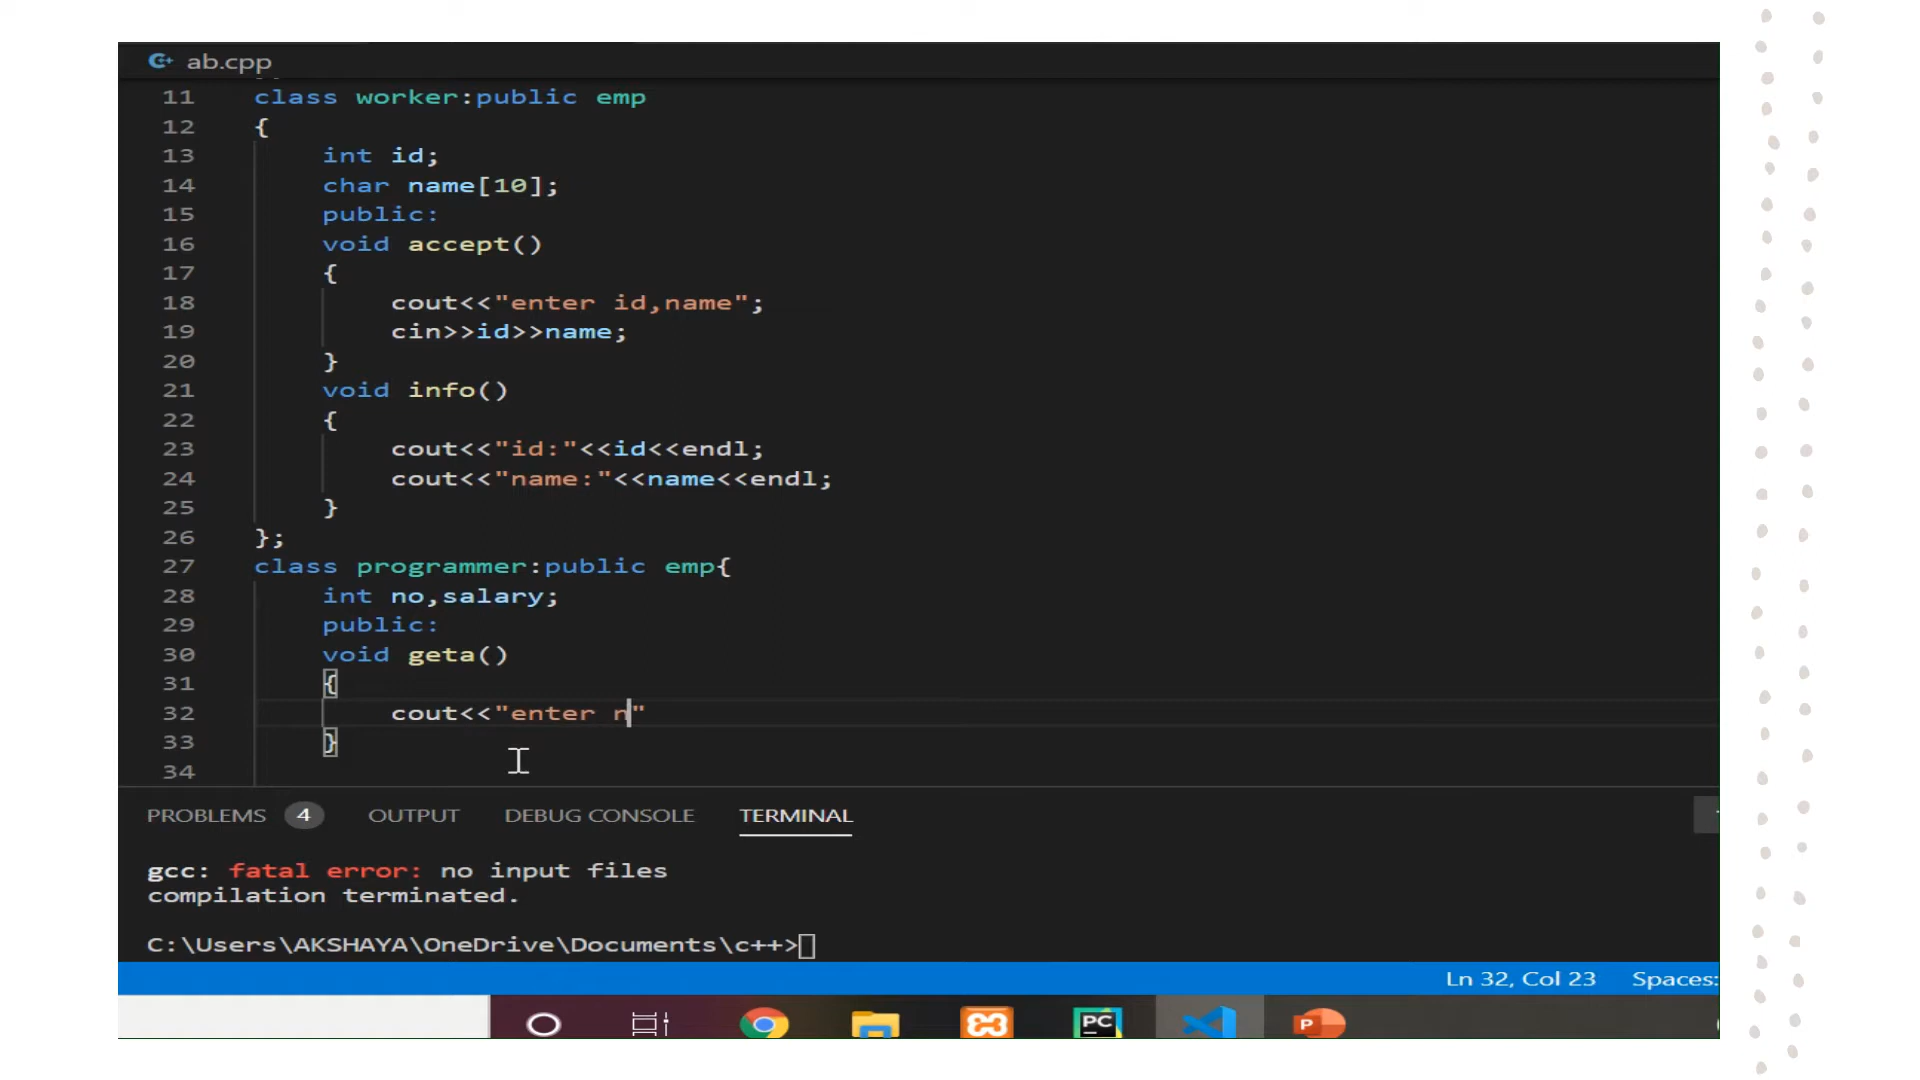 ab.cpp
11 class worker:public emp
12 {
13 int id;
14 char name[10];
15 public:
16 void accept()
17 {
18 cout<<"enter id,name";
19 cin>>id>>name;
20 }
21 void info()
22 {
23 cout<<"id:"<<id<<endl;
24 cout<<"name:"<<name<<endl;
25 }
26 };
27 class programmer:public emp{
28 int no,salary;
29 public:
30 void geta()
31 {
32 cout<<"enter n"
33 }
34
PROBLEMS 4 OUTPUT DEBUG CONSOLE TERMINAL
gcc: fatal error: no input files
compilation terminated.
C:\Users\AKSHAYA\OneDrive\Documents\c++>
Ln 32, Col 23 Spaces:
PC P